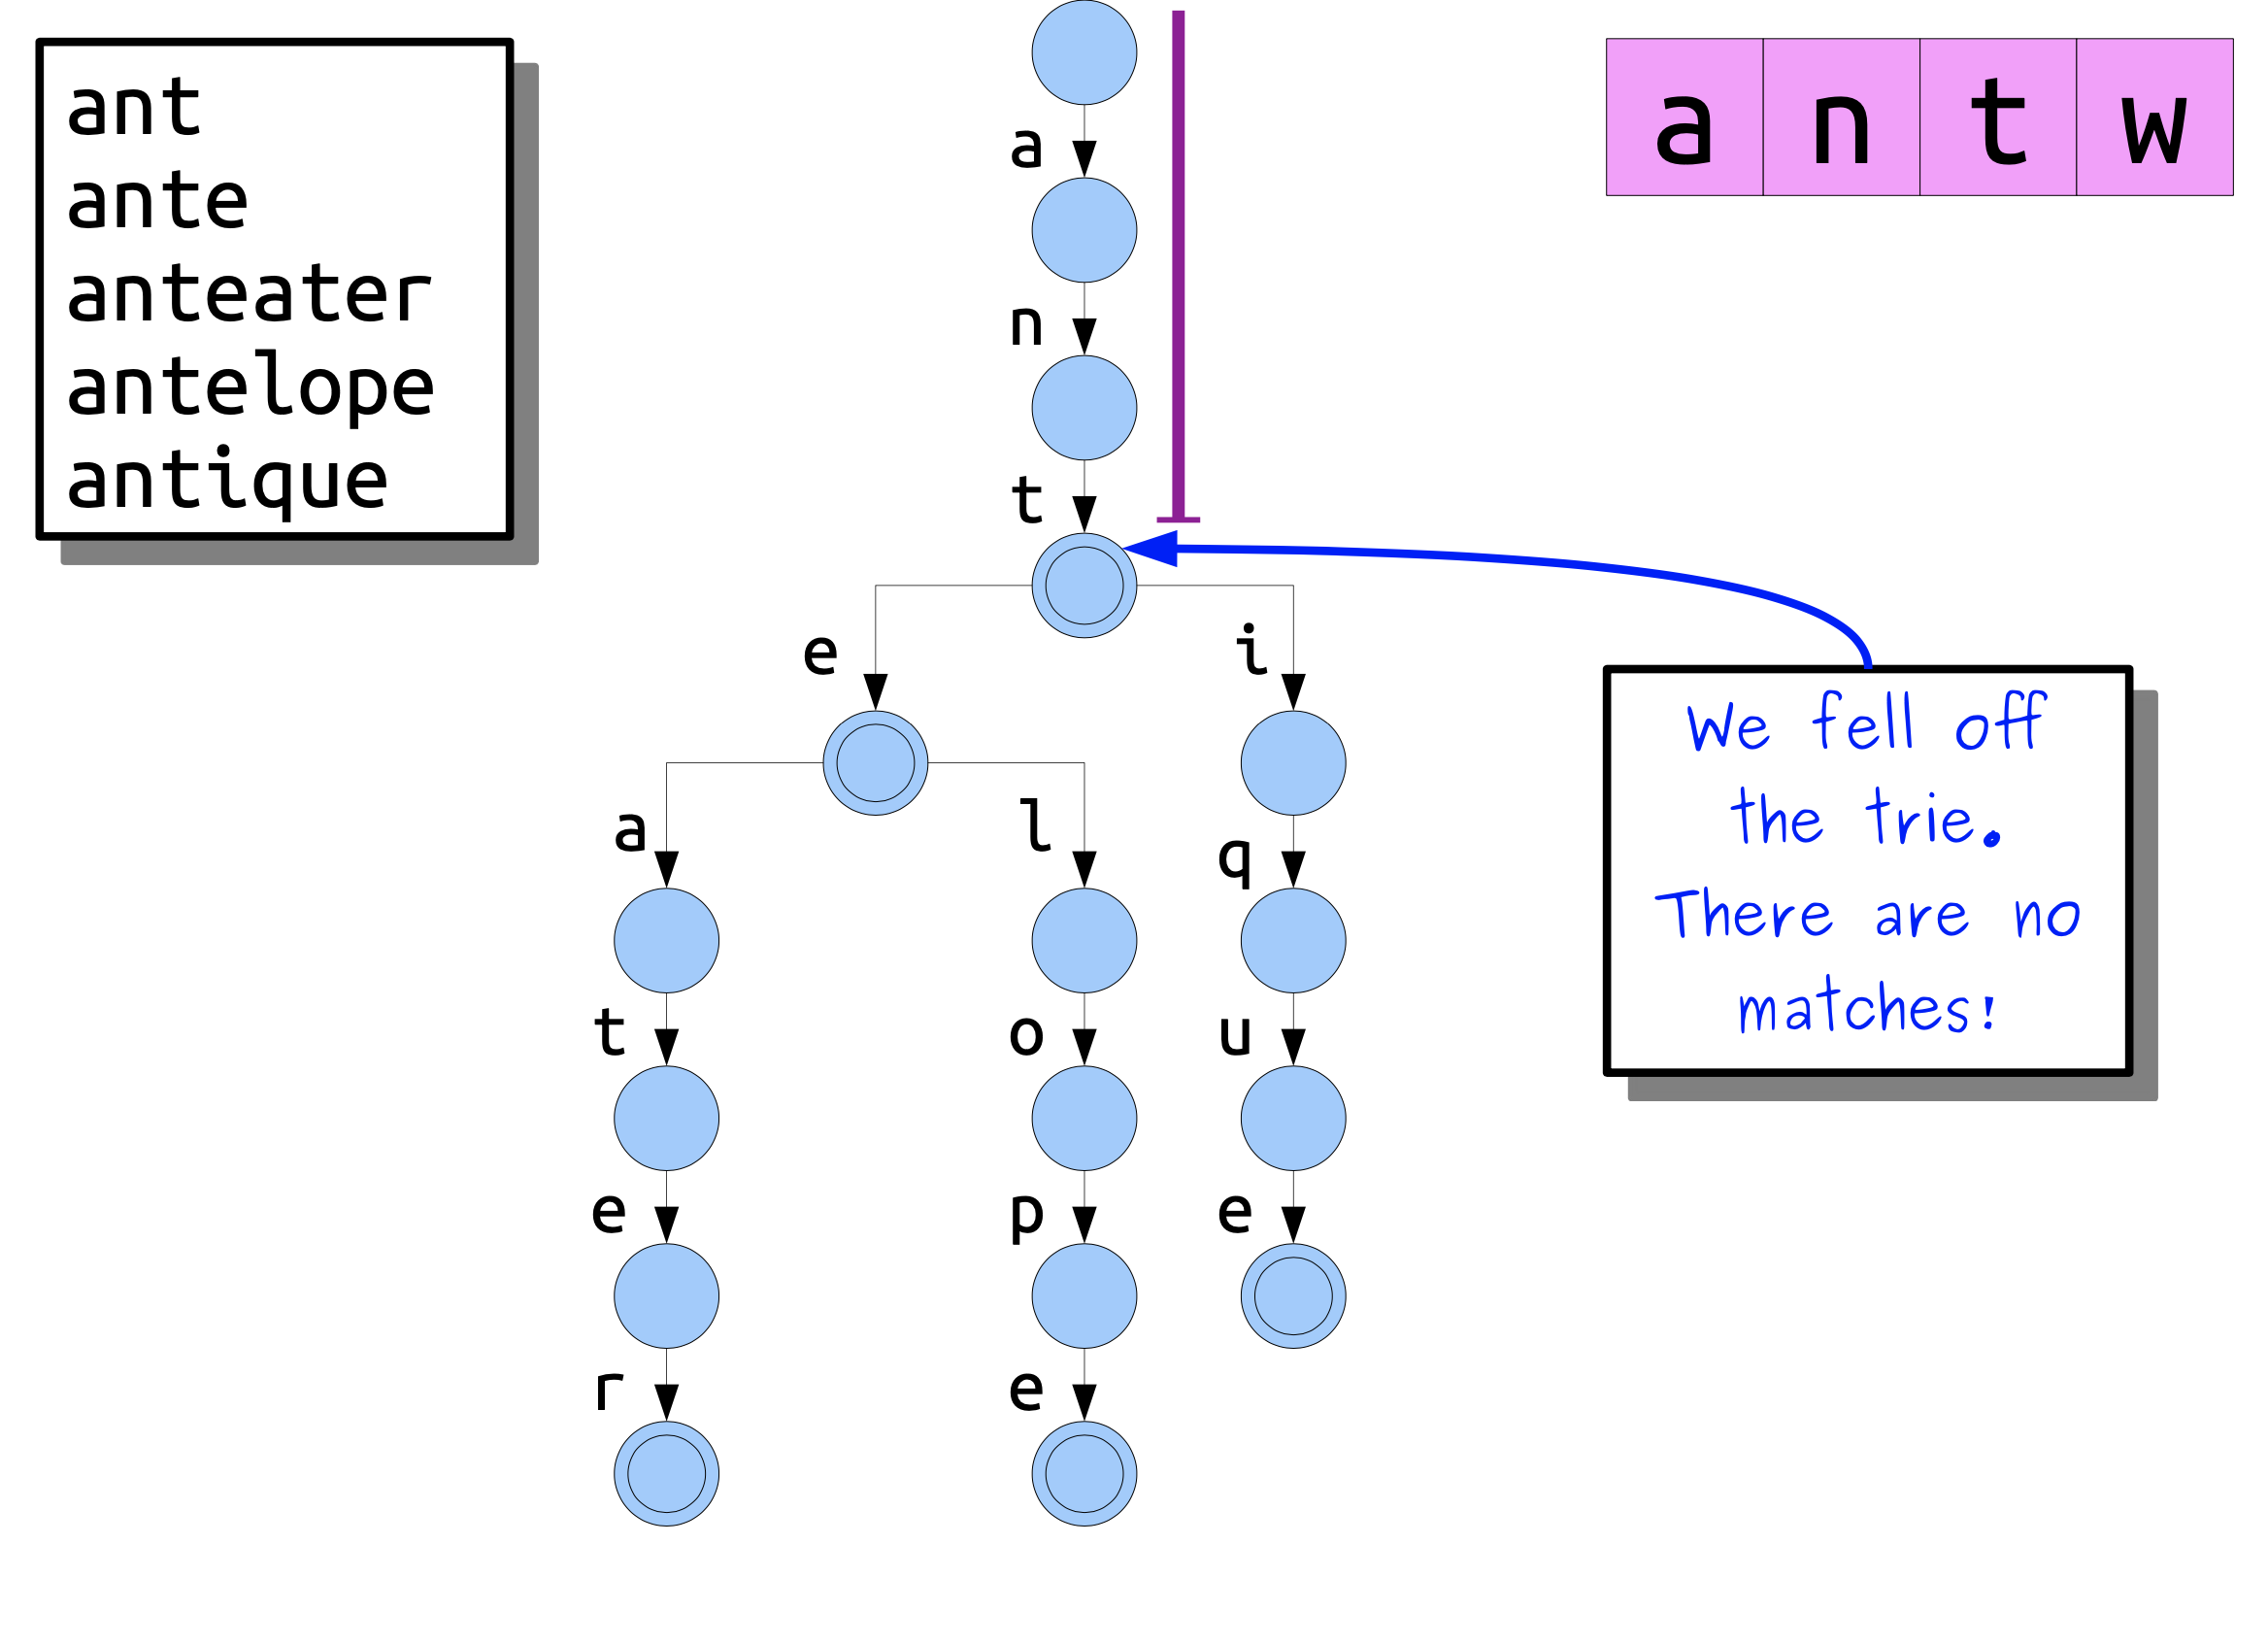 ant
ante
anteater
antelope
antique
a n t w
a
n
t
e i
a l q
t o u
e p e
r e
We fell off
the trie.
There are no
matches!